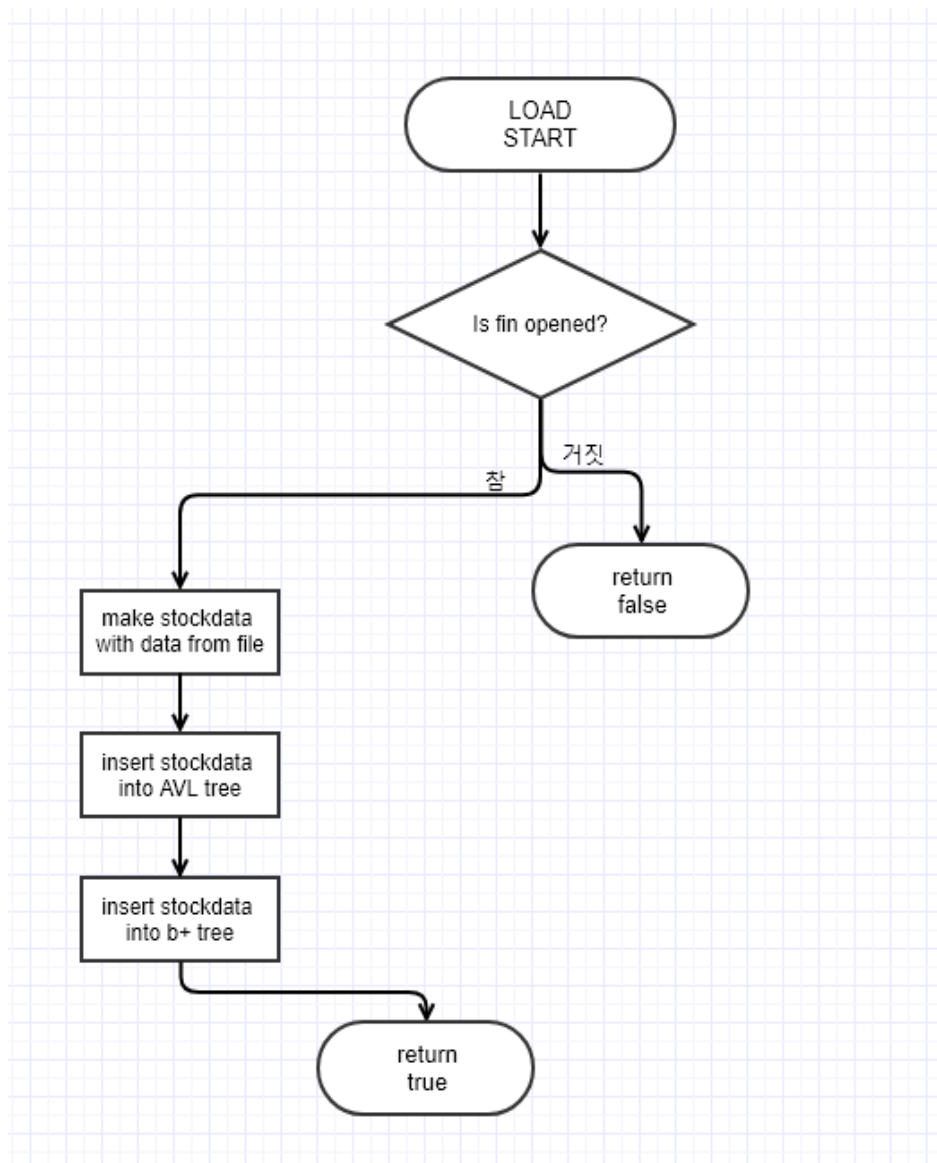 LOAD
START
Is fin opened?
거짓
참
return
false
make stockdata
with data from file
insert stockdata
into AVL tree
insert stockdata
into b+ tree
return
true